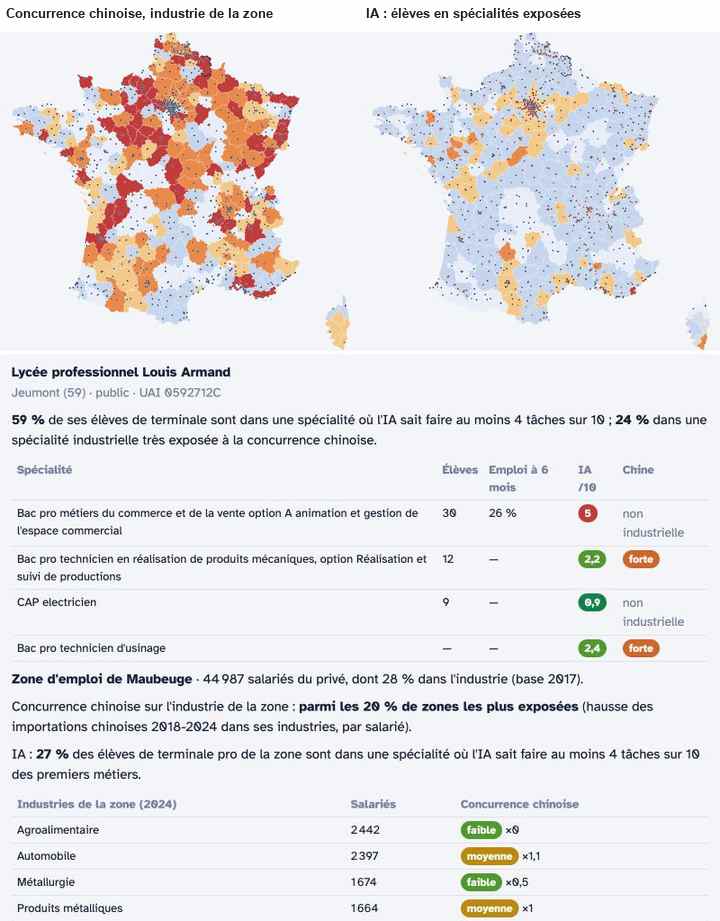 Concurrence chinoise, industrie de la zone
IA : élèves en spécialités exposées
Lycée professionnel Louis Armand
Jeumont (59) · public · UAI 0592712C
59 % de ses élèves de terminale sont dans une spécialité où l'IA sait faire au moins 4 tâches sur 10 ; 24 % dans une
spécialité industrielle très exposée à la concurrence chinoise.
Spécialité Élèves Emploi à 6 mois IA /10 Chine
Bac pro métiers du commerce et de la vente option A animation et gestion de l'espace commercial 30 26 % 5 non industrielle
Bac pro technicien en réalisation de produits mécaniques, option Réalisation et suivi de productions 12 — 2,2 forte
CAP electricien 9 — 0,9 non industrielle
Bac pro technicien d'usinage — — 2,4 forte
Zone d'emploi de Maubeuge · 44 987 salariés du privé, dont 28 % dans l'industrie (base 2017).
Concurrence chinoise sur l'industrie de la zone : parmi les 20 % de zones les plus exposées (hausse des
importations chinoises 2018-2024 dans ses industries, par salarié).
IA : 27 % des élèves de terminale pro de la zone sont dans une spécialité où l'IA sait faire au moins 4 tâches sur 10
des premiers métiers.
Industries de la zone (2024) Salariés Concurrence chinoise
Agroalimentaire 2 442 faible ×0
Automobile 2 397 moyenne ×1,1
Métallurgie 1 674 faible ×0,5
Produits métalliques 1 664 moyenne ×1